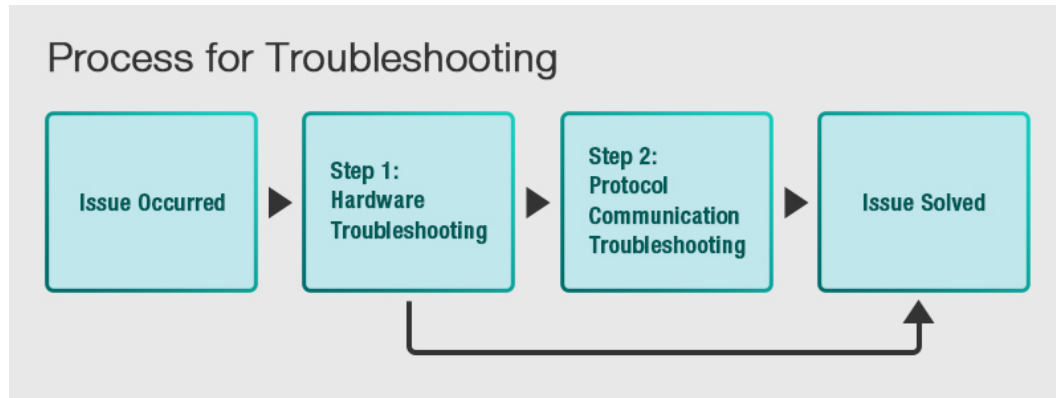 Process for Troubleshooting
Issue Occurred
Step 1:
Hardware
Troubleshooting
Step 2:
Protocol
Communication
Troubleshooting
Issue Solved